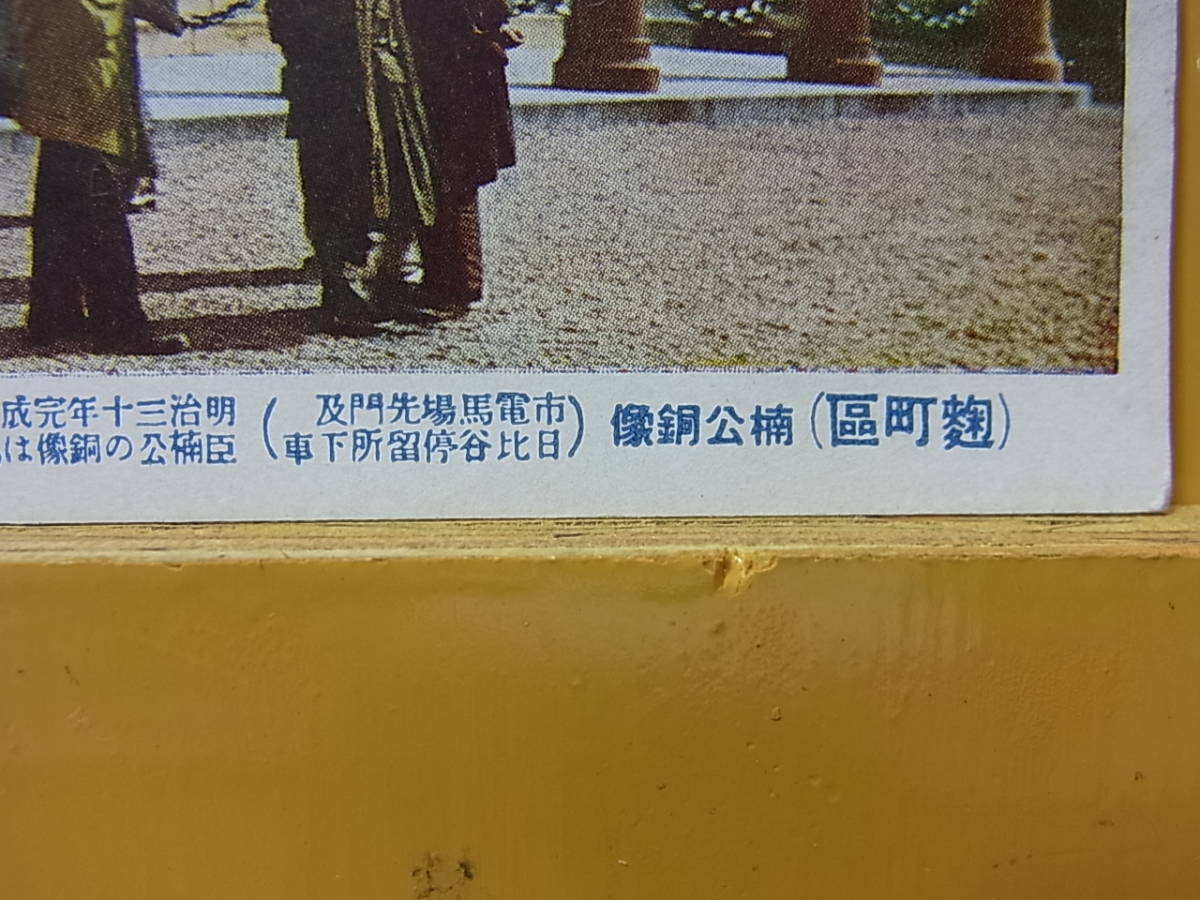 (麴町區)楠公銅像
(市電馬場先門及
日比谷停留所下車)
明治三十年完成
臣楠公の銅像は